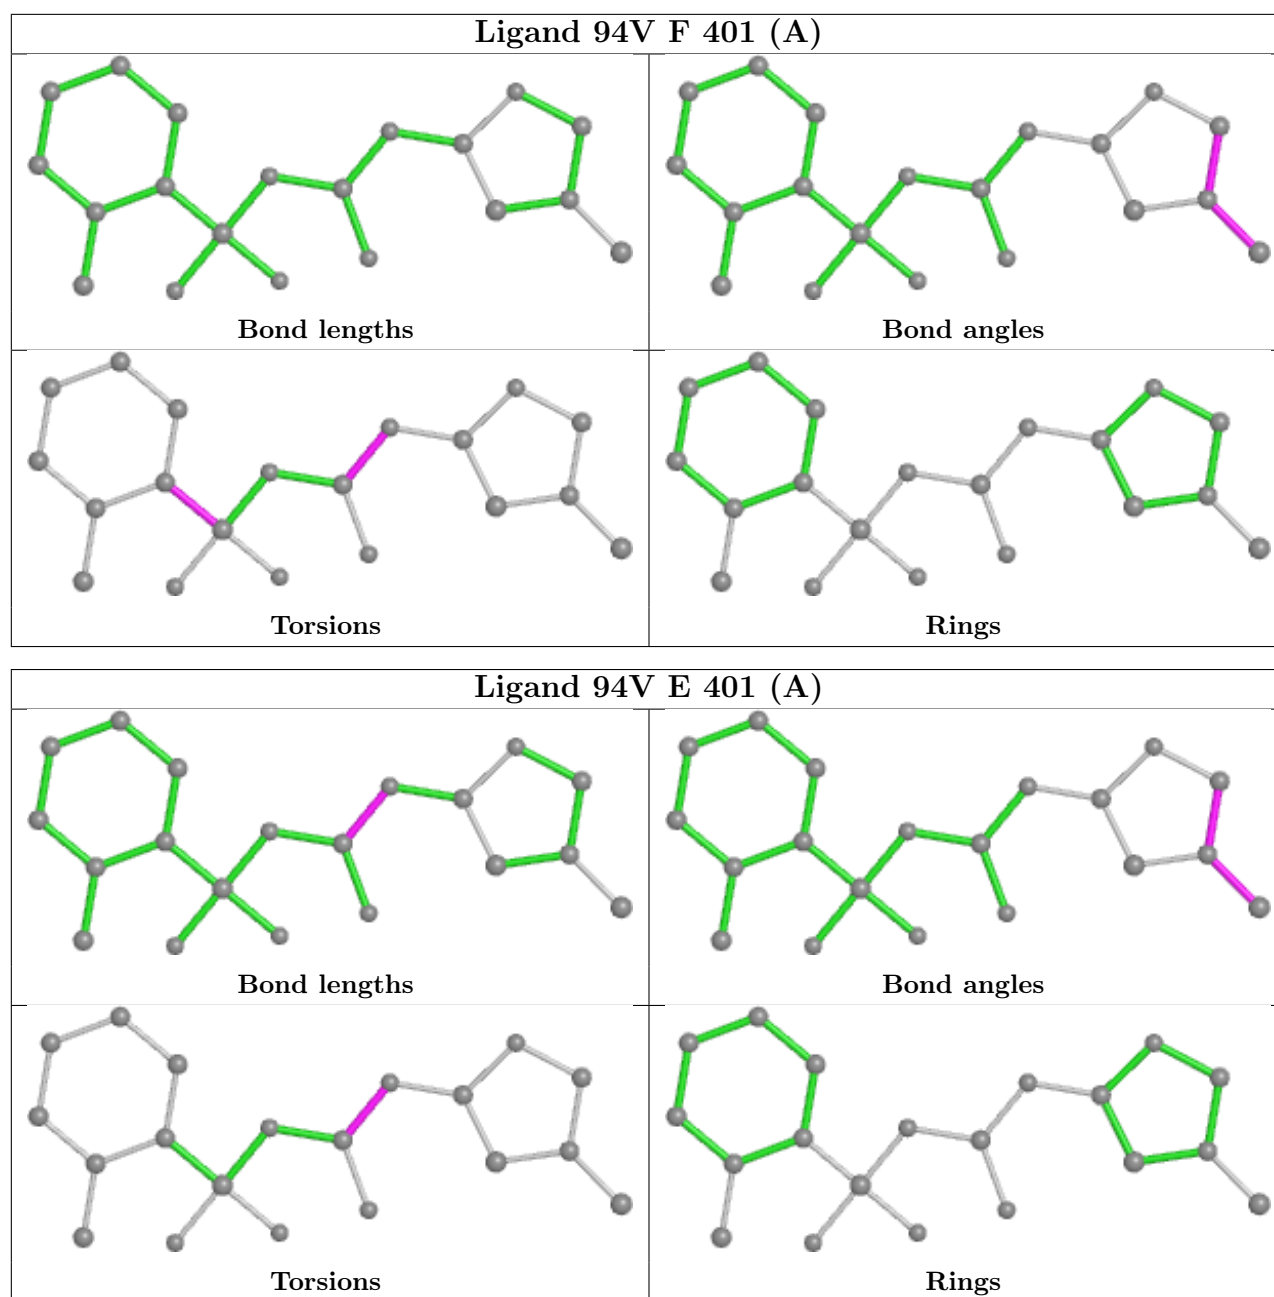 Ligand 94V F 401 (A)
Bond lengths
Bond angles
Torsions
Rings
Ligand 94V E 401 (A)
Bond lengths
Bond angles
Torsions
Rings